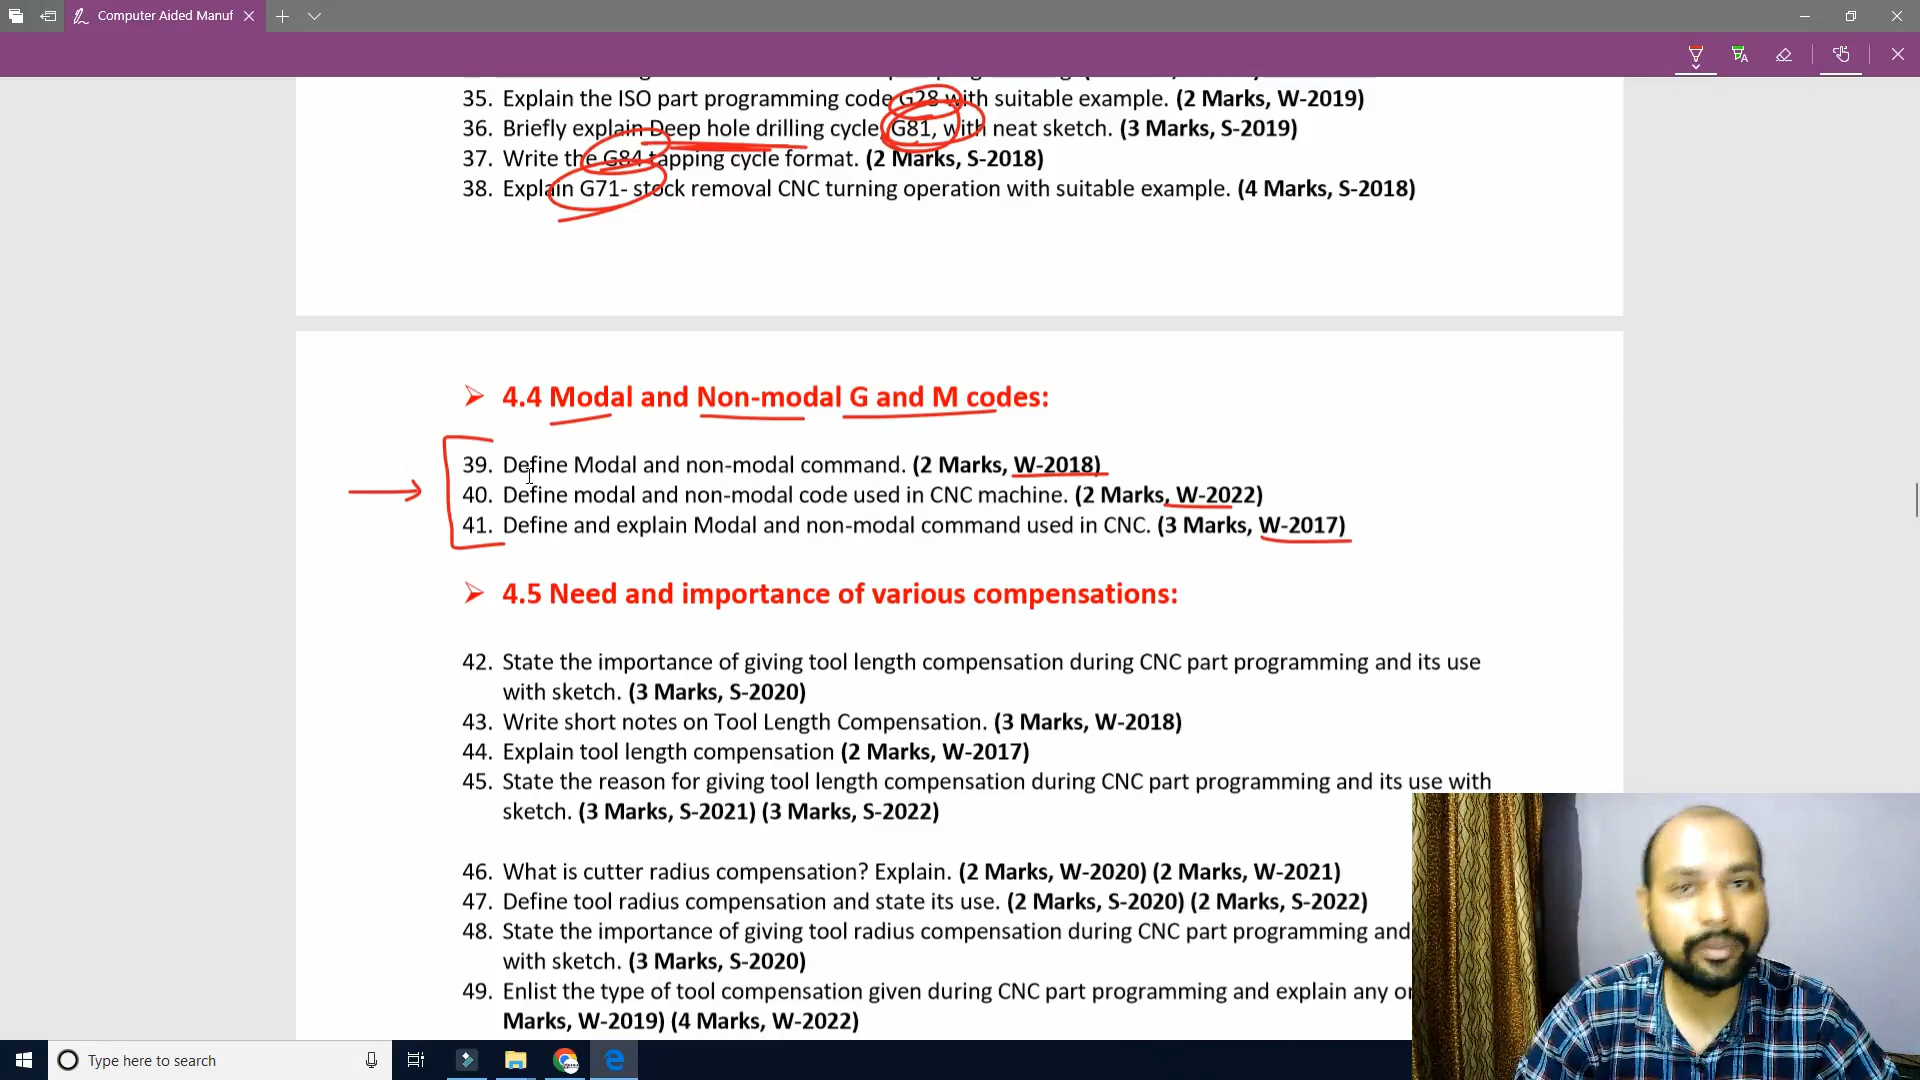 Computer Aided Manuf
35. Explain the ISO part programming code G28 with suitable example. (2 Marks, W-2019)
36. Briefly explain Deep hole drilling cycle, G81, with neat sketch. (3 Marks, S-2019)
37. Write the G84 tapping cycle format. (2 Marks, S-2018)
38. Explain G71- stock removal CNC turning operation with suitable example. (4 Marks, S-2018)
4.4 Modal and Non-modal G and M codes:
39. Define Modal and non-modal command. (2 Marks, W-2018)
40. Define modal and non-modal code used in CNC machine. (2 Marks, W-2022)
41. Define and explain Modal and non-modal command used in CNC. (3 Marks, W-2017)
4.5 Need and importance of various compensations:
42. State the importance of giving tool length compensation during CNC part programming and its use
with sketch. (3 Marks, S-2020)
43. Write short notes on Tool Length Compensation. (3 Marks, W-2018)
44. Explain tool length compensation (2 Marks, W-2017)
45. State the reason for giving tool length compensation during CNC part programming and its use with
sketch. (3 Marks, S-2021) (3 Marks, S-2022)
46. What is cutter radius compensation? Explain. (2 Marks, W-2020) (2 Marks, W-2021)
47. Define tool radius compensation and state its use. (2 Marks, S-2020) (2 Marks, S-2022)
48. State the importance of giving tool radius compensation during CNC part programming and
with sketch. (3 Marks, S-2020)
49. Enlist the type of tool compensation given during CNC part programming and explain any
Marks, W-2019) (4 Marks, W-2022)
Type here to search